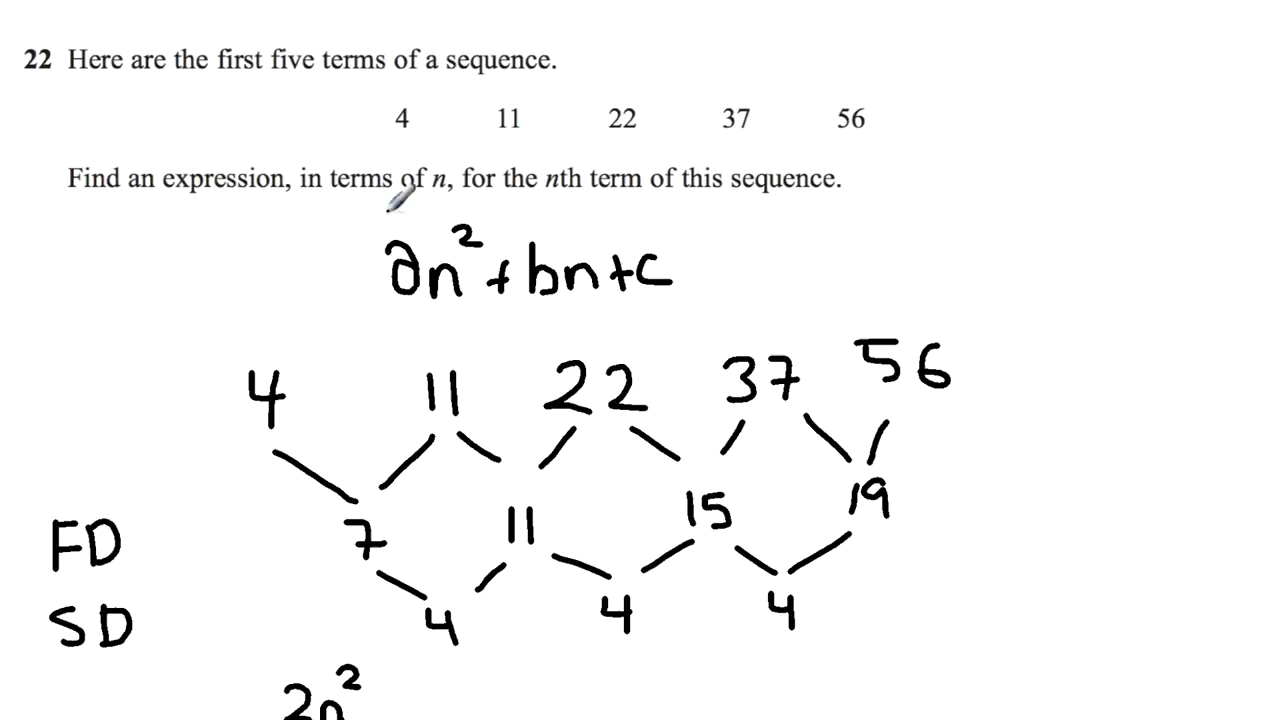 22 Here are the first five terms of a sequence.
4 11 22 37 56
Find an expression, in terms of n, for the nth term of this sequence.
an² + bn + c
4 11 22 37 56
FD 7 11 15 19
SD 4 4 4
2n²